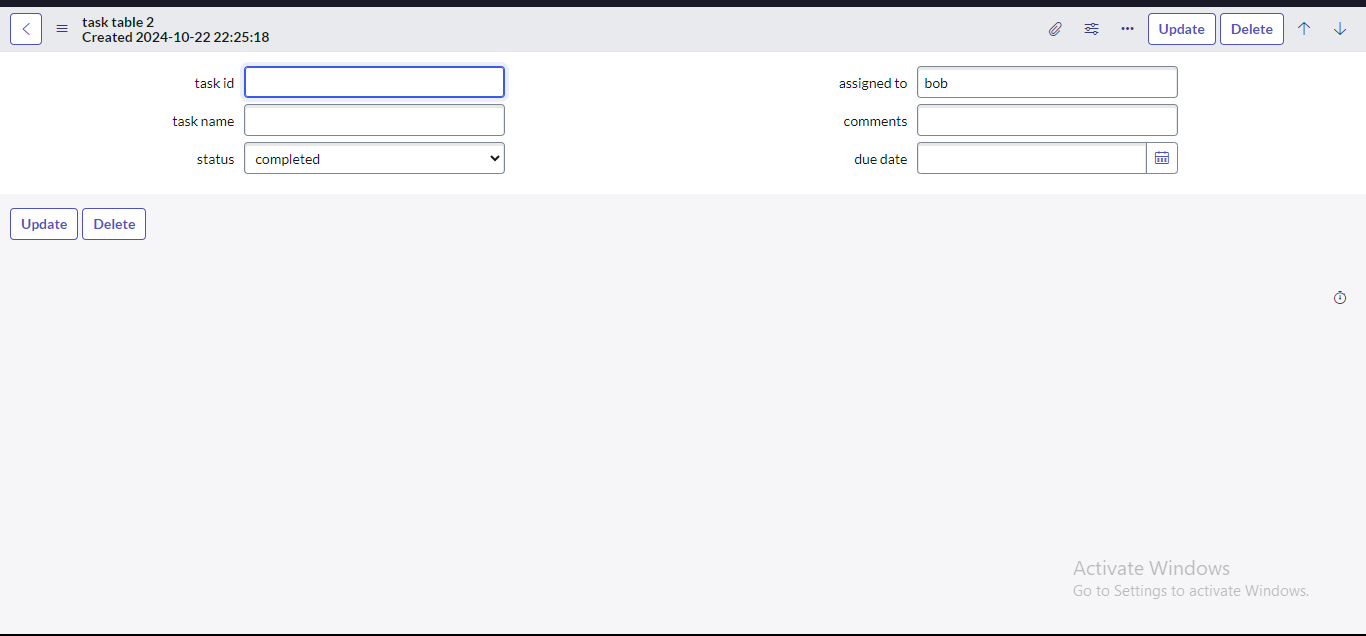 task table 2
Created 2024-10-22 22:25:18
Update
Delete
task id
assigned to bob
task name
comments
status completed
due date
Update
Delete
Activate Windows
Go to Settings to activate Windows.